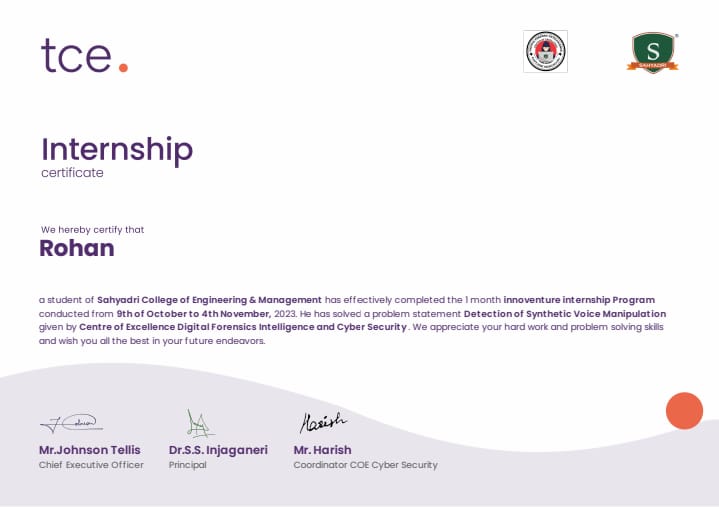 tce.
S
SAHYADRI
Internship
certificate
We hereby certify that
Rohan
a student of Sahyadri College of Engineering & Management has effectively completed the 1 month innoventure internship Program
conducted from 9th of October to 4th November, 2023. He has solved a problem statement Detection of Synthetic Voice Manipulation
given by Centre of Excellence Digital Forensics Intelligence and Cyber Security. We appreciate your hard work and problem solving skills
and wish you all the best in your future endeavors.
Harish
Mr.Johnson Tellis
Dr.S.S. Injaganeri
Mr. Harish
Chief Executive Officer
Principal
Coordinator COE Cyber Security